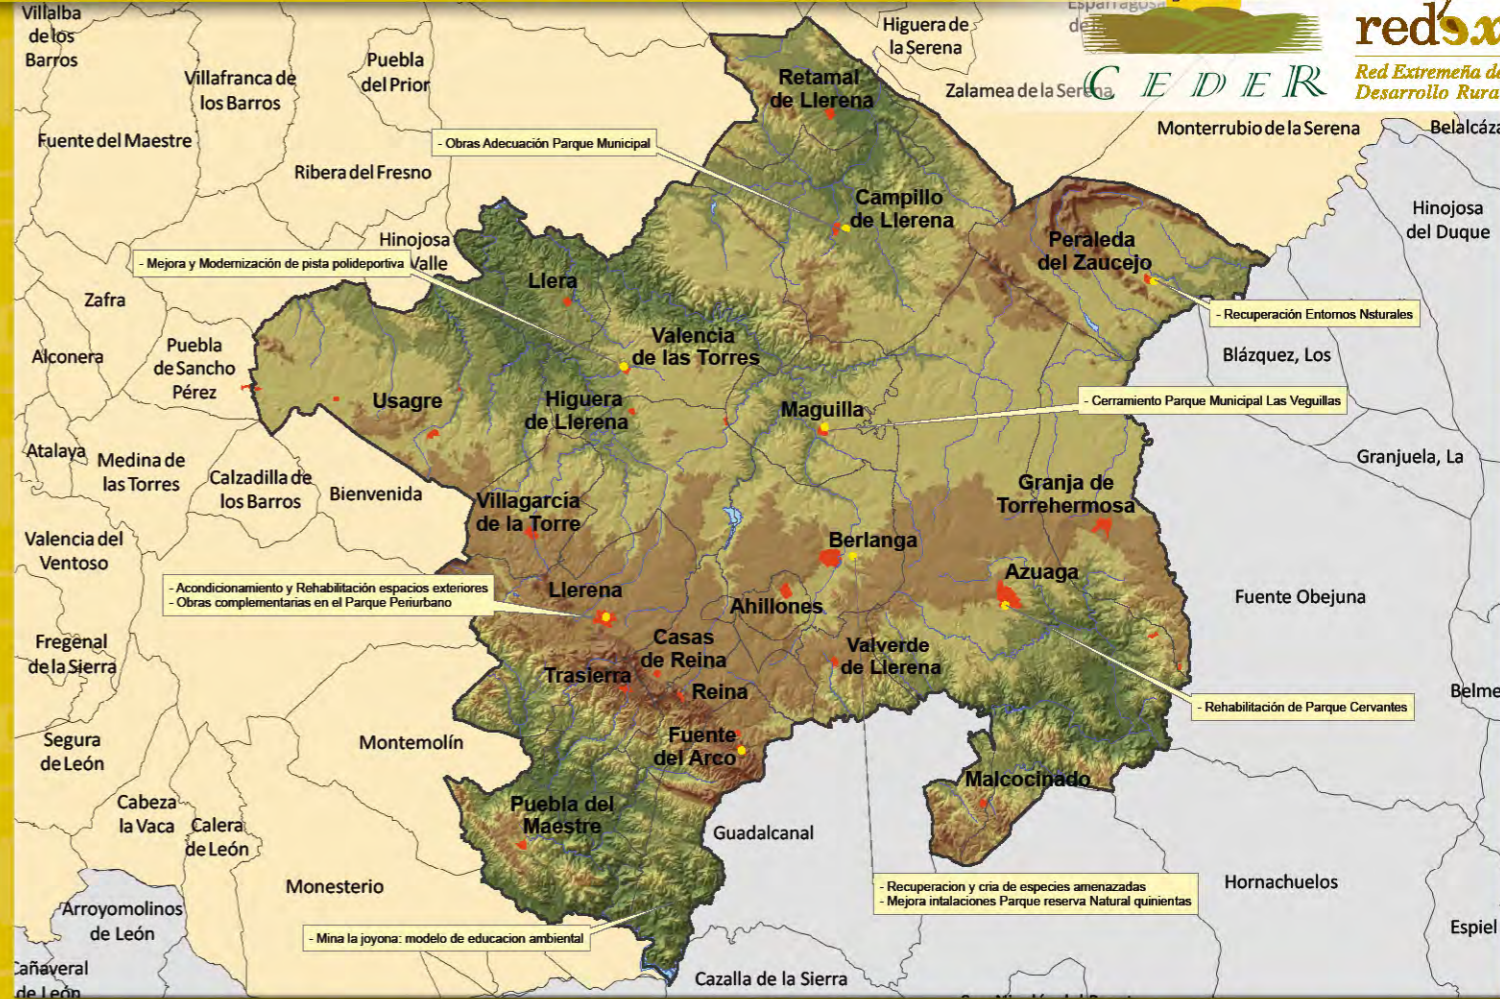 Villalba
de los
Barros
Villafranca de
los Barros
Puebla
del Prior
Higuera de
la Serena
Esparragosa
de
CEDER
redex
Red Extremeña de
Desarrollo Rura
Zalamea de la Serena
Retamal
de Llerena
Monterrubio de la Serena
Belalcáza
Fuente del Maestre
- Obras Adecuación Parque Municipal
Ribera del Fresno
Campillo
de Llerena
Hinojosa
del Duque
Peraleda
del Zaucejo
Hinojosa
Valle
- Mejora y Modernización de pista polideportiva
Llera
Zafra
- Recuperación Entornos Nsturales
Alconera
Puebla
de Sancho
Pérez
Valencia
de las Torres
Blázquez, Los
Usagre
Higuera
de Llerena
Maguilla
- Cerramiento Parque Municipal Las Veguillas
Atalaya
Medina de
las Torres
Calzadilla de
los Barros
Bienvenida
Granjuela, La
Villagarcía
de la Torre
Granja de
Torrehermosa
Valencia del
Ventoso
Berlanga
Azuaga
- Acondicionamiento y Rehabilitación espacios exteriores
- Obras complementarias en el Parque Periurbano
Llerena
Ahillones
Fuente Obejuna
Fregenal
de la Sierra
Casas
de Reina
Valverde
de Llerena
Trasierra
Reina
Belme
- Rehabilitación de Parque Cervantes
Segura
de León
Montemolín
Fuente
del Arco
Malcocinado
Cabeza
la Vaca
Calera
de León
Puebla del
Maestre
Guadalcanal
Monesterio
- Recuperacion y cria de especies amenazadas
- Mejora intalaciones Parque reserva Natural quinientas
Hornachuelos
Arroyomolinos
de León
- Mina la joyona: modelo de educacion ambiental
Espiel
Cañaveral
de León
Cazalla de la Sierra